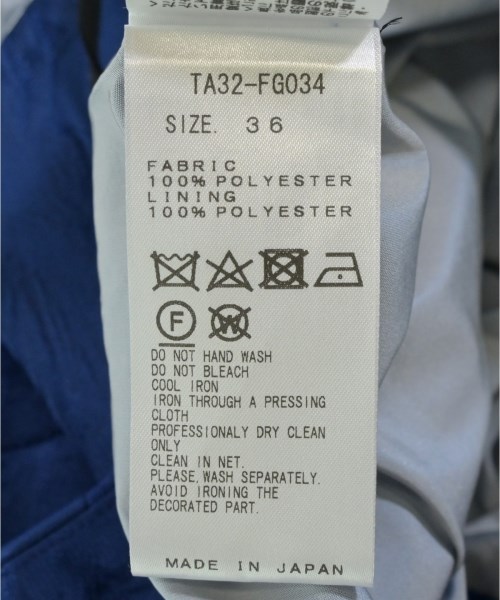 TA32-FG034
SIZE. 36
FABRIC
100% POLYESTER
LINING
100% POLYESTER
F W
DO NOT HAND WASH
DO NOT BLEACH
COOL IRON
IRON THROUGH A PRESSING
CLOTH
PROFESSIONALY DRY CLEAN
ONLY
CLEAN IN NET.
PLEASE WASH SEPARATELY.
AVOID IRONING THE
DECORATED PART.
MADE IN JAPAN